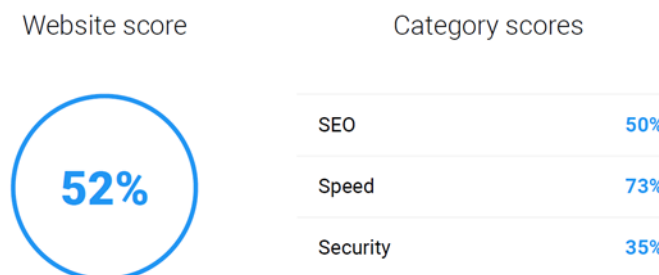 Website score
Category scores
52%
SEO 50%
Speed 73%
Security 35%